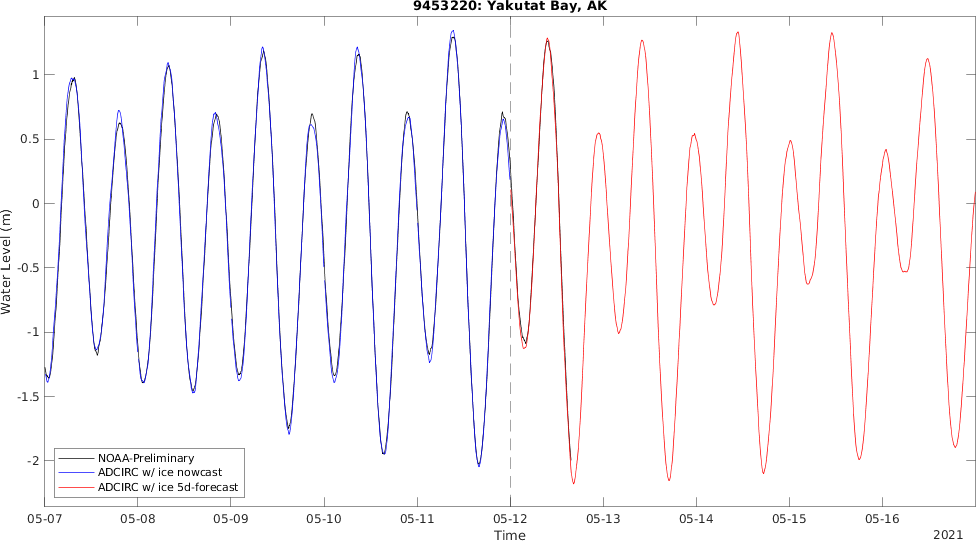 9453220: Yakutat Bay, AK
Water Level (m)
1
0.5
0
-0.5
-1
-1.5
-2
NOAA-Preliminary
ADCIRC w/ ice nowcast
ADCIRC w/ ice 5d-forecast
05-07 05-08 05-09 05-10 05-11 05-12 05-13 05-14 05-15 05-16
Time
2021